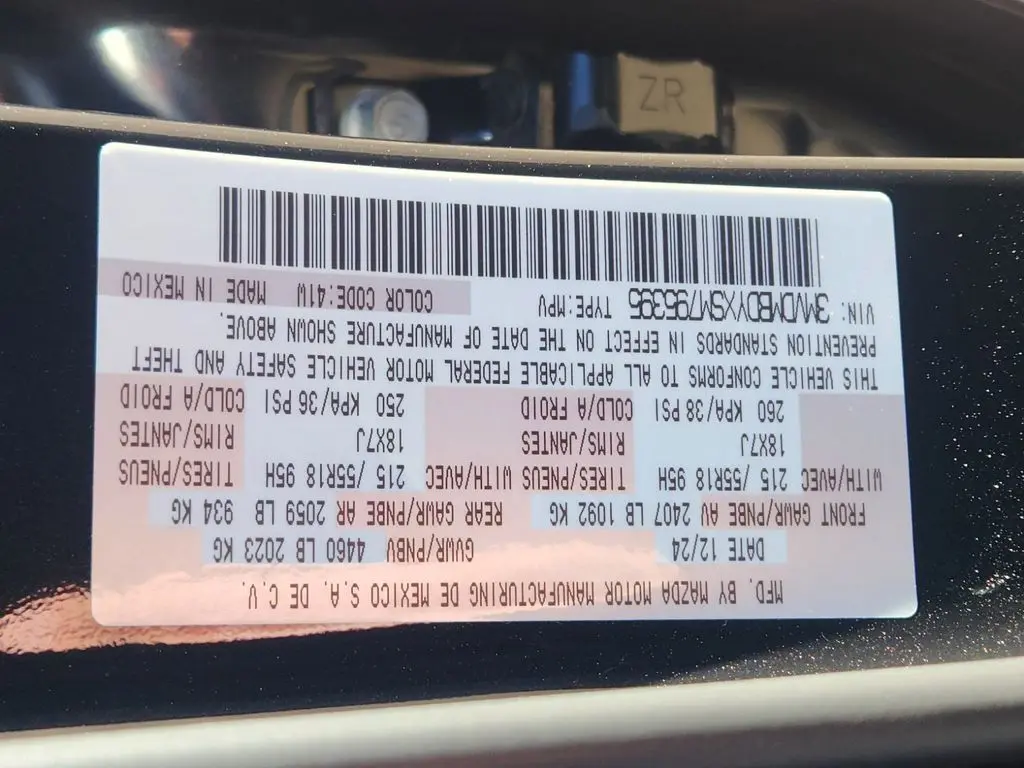 MFD. BY MAZDA MOTOR MANUFACTURING DE MEXICO S.A. DE C.V.
DATE 12/24 GVWR/PNBV 4460 LB 2023 KG
FRONT GAWR/PNBE AV 2407 LB 1092 KG REAR GAWR/PNBE AR 2059 LB 934 KG
WITH/AVEC 215 /55R18 95H TIRES/PNEUS WITH/AVEC 215 /55R18 95H TIRES/PNEUS
18X7J RIMS/JANTES 18X7J RIMS/JANTES
260 KPA/38 PSI COLD/A FROID 250 KPA/36 PSI COLD/A FROID
THIS VEHICLE CONFORMS TO ALL APPLICABLE FEDERAL MOTOR VEHICLE SAFETY AND THEFT
PREVENTION STANDARDS IN EFFECT ON THE DATE OF MANUFACTURE SHOWN ABOVE.
VIN: 3MVDMBDYXSM795395 TYPE:MPV COLOR CODE:41W MADE IN MEXICO
ZR
S